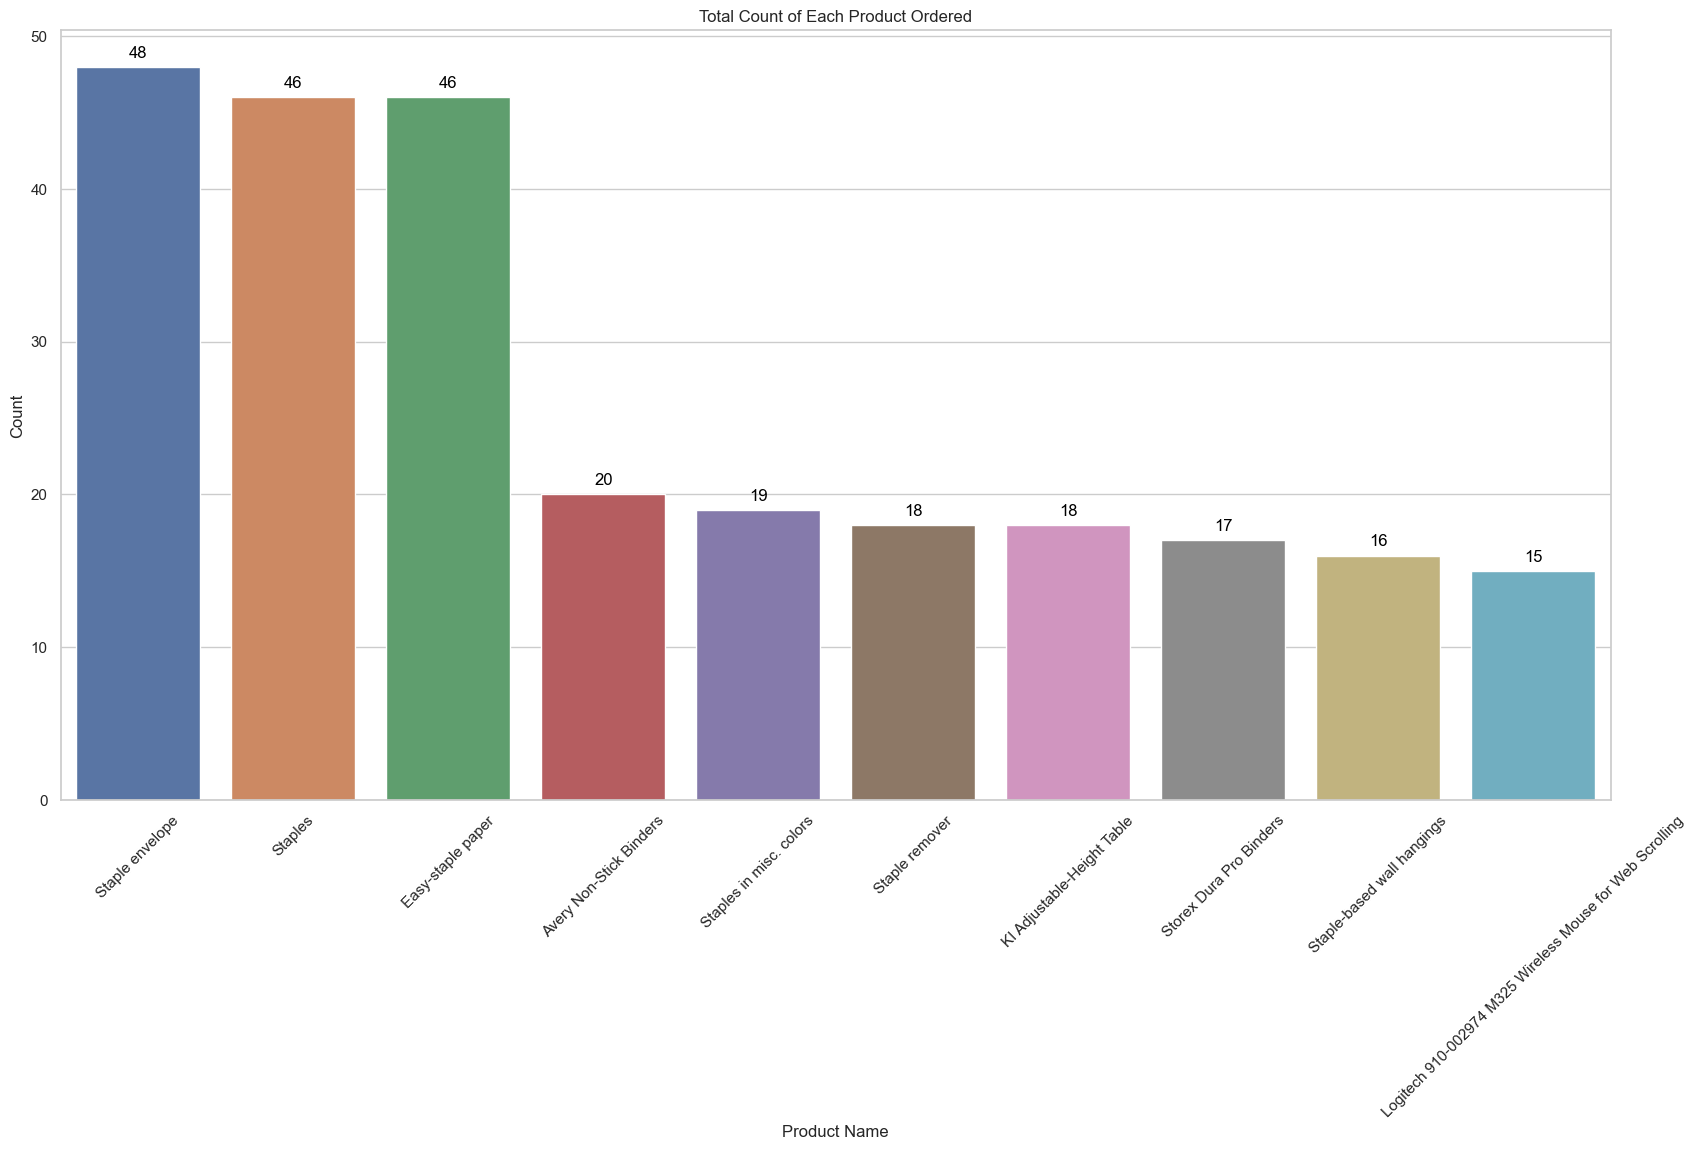 Total Count of Each Product Ordered
50
40
30
20
10
0
Count
48
46
46
20
19
18
18
17
16
15
Staple envelope
Staples
Easy-staple paper
Avery Non-Stick Binders
Staples in misc. colors
Staple remover
KI Adjustable-Height Table
Storex Dura Pro Binders
Staple-based wall hangings
Logitech 910-002974 M325 Wireless Mouse for Web Scrolling
Product Name